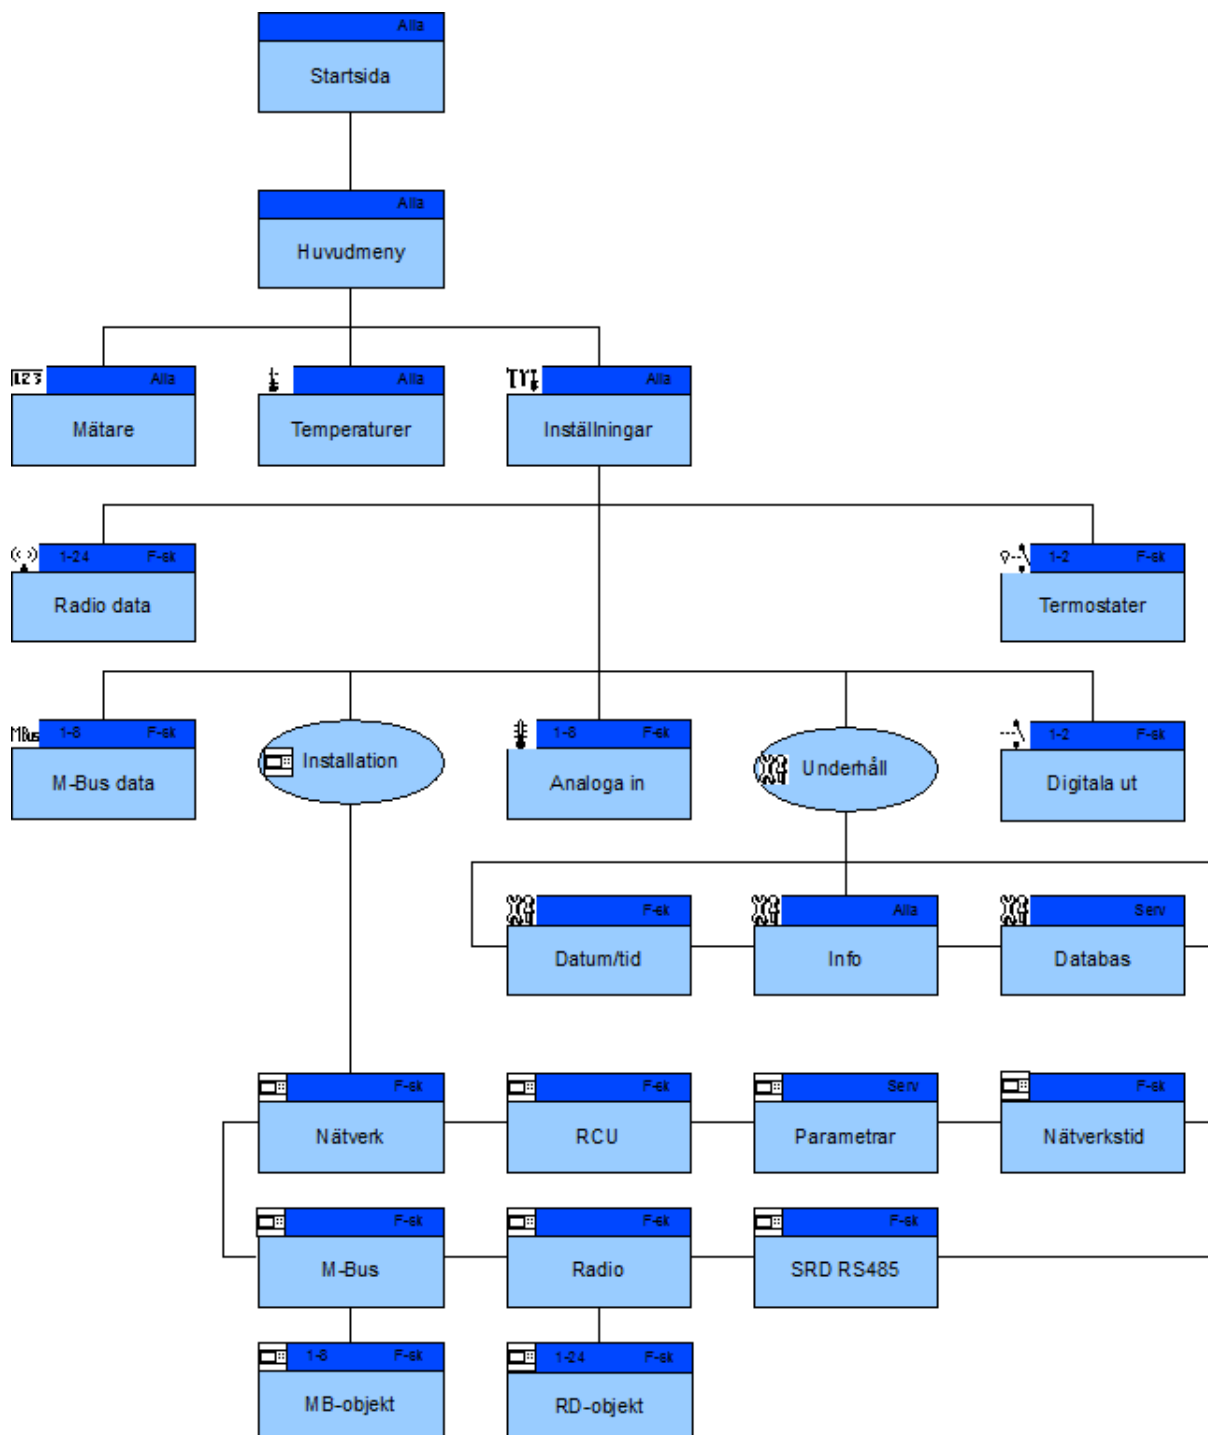 Alla
Startsida
Alla
Huvudmeny
123 Alla
Mätare
Alla
Temperaturer
Alla
Inställningar
1-24 F-sk
Radio data
1-2 F-sk
Termostater
MBus 1-8 F-sk
M-Bus data
Installation
1-8 F-sk
Analoga in
Underhåll
1-2 F-sk
Digitala ut
F-sk
Datum/tid
Alla
Info
Serv
Databas
F-sk
Nätverk
F-sk
RCU
Serv
Parametrar
F-sk
Nätverkstid
F-sk
M-Bus
F-sk
Radio
F-sk
SRD RS485
1-8 F-sk
MB-objekt
1-24 F-sk
RD-objekt